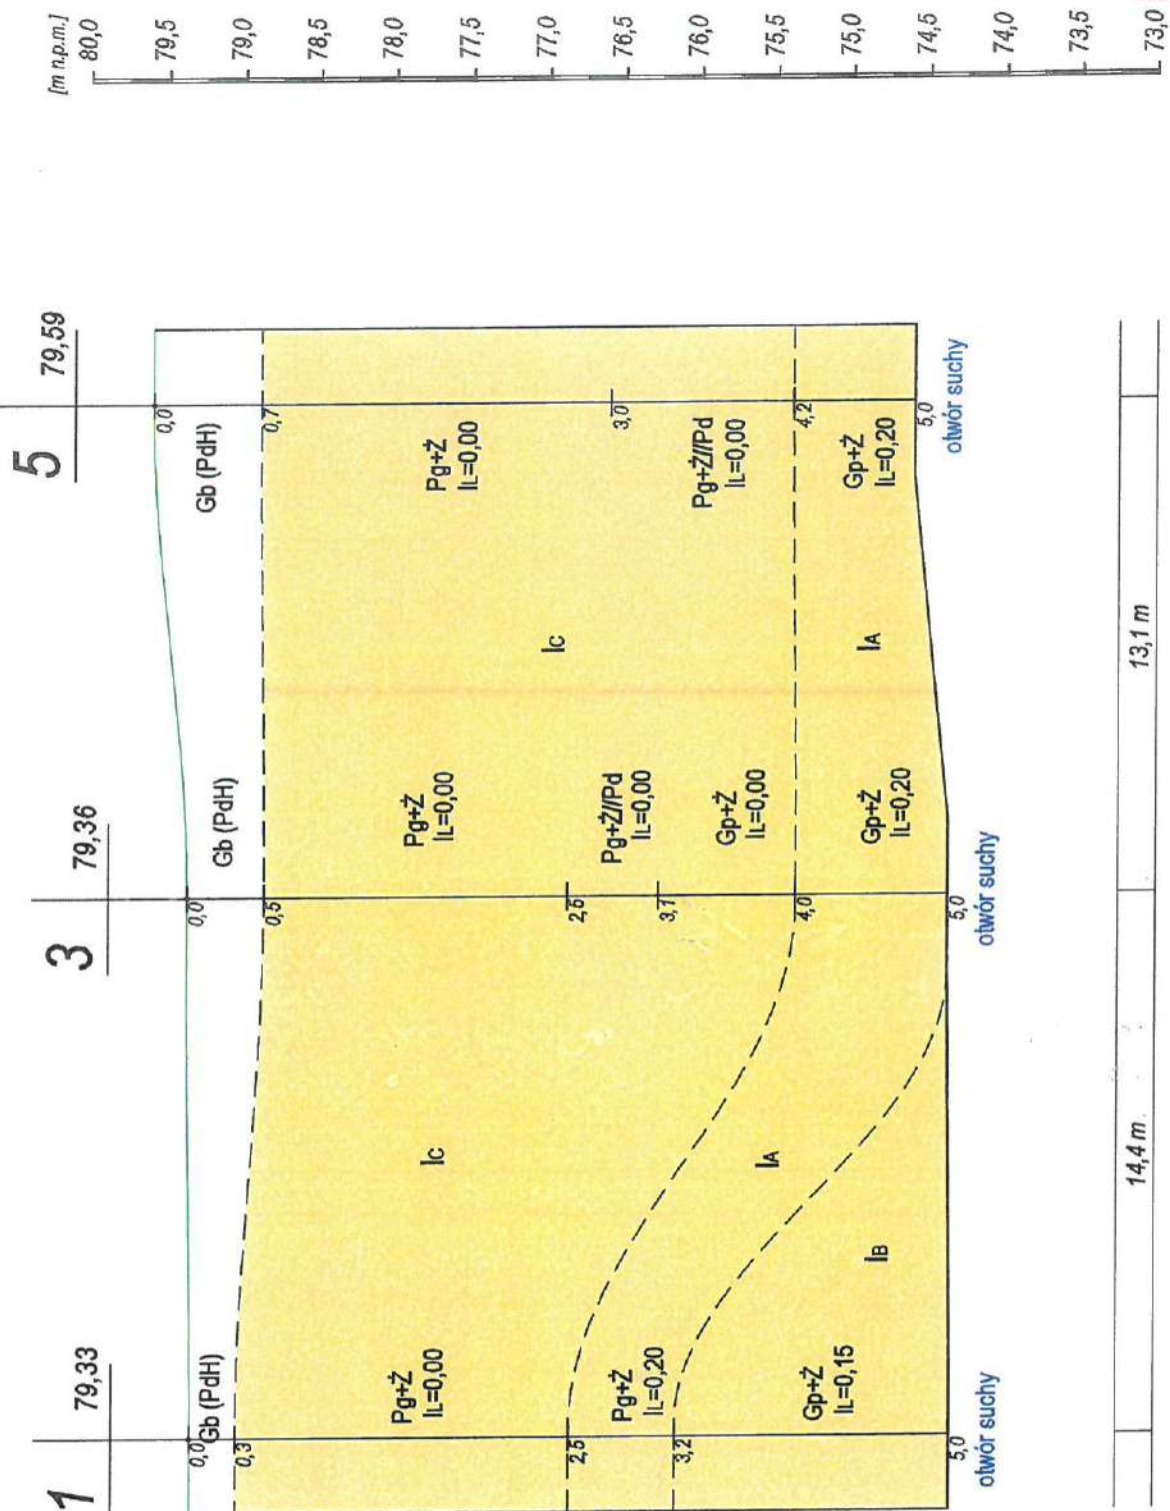 1
79,33
3
79,36
5
79,59
[m n.p.m.]
80,0
79,5
79,0
78,5
78,0
77,5
77,0
76,5
76,0
75,5
75,0
74,5
74,0
73,5
73,0
0,0
Gb (PdH)
0,3
Pg+Ż
IL=0,00
2,5
Pg+Ż
IL=0,20
3,2
Gp+Ż
IL=0,15
5,0
otwór suchy
IC
IA
IB
0,0
Gb (PdH)
0,5
Pg+Ż
IL=0,00
2,5
Pg+Ż//Pd
IL=0,00
3,1
Gp+Ż
IL=0,00
4,0
Gp+Ż
IL=0,20
5,0
otwór suchy
IC
IA
0,0
Gb (PdH)
0,7
Pg+Ż
IL=0,00
3,0
Pg+Ż//Pd
IL=0,00
4,2
Gp+Ż
IL=0,20
5,0
otwór suchy
14,4 m
13,1 m